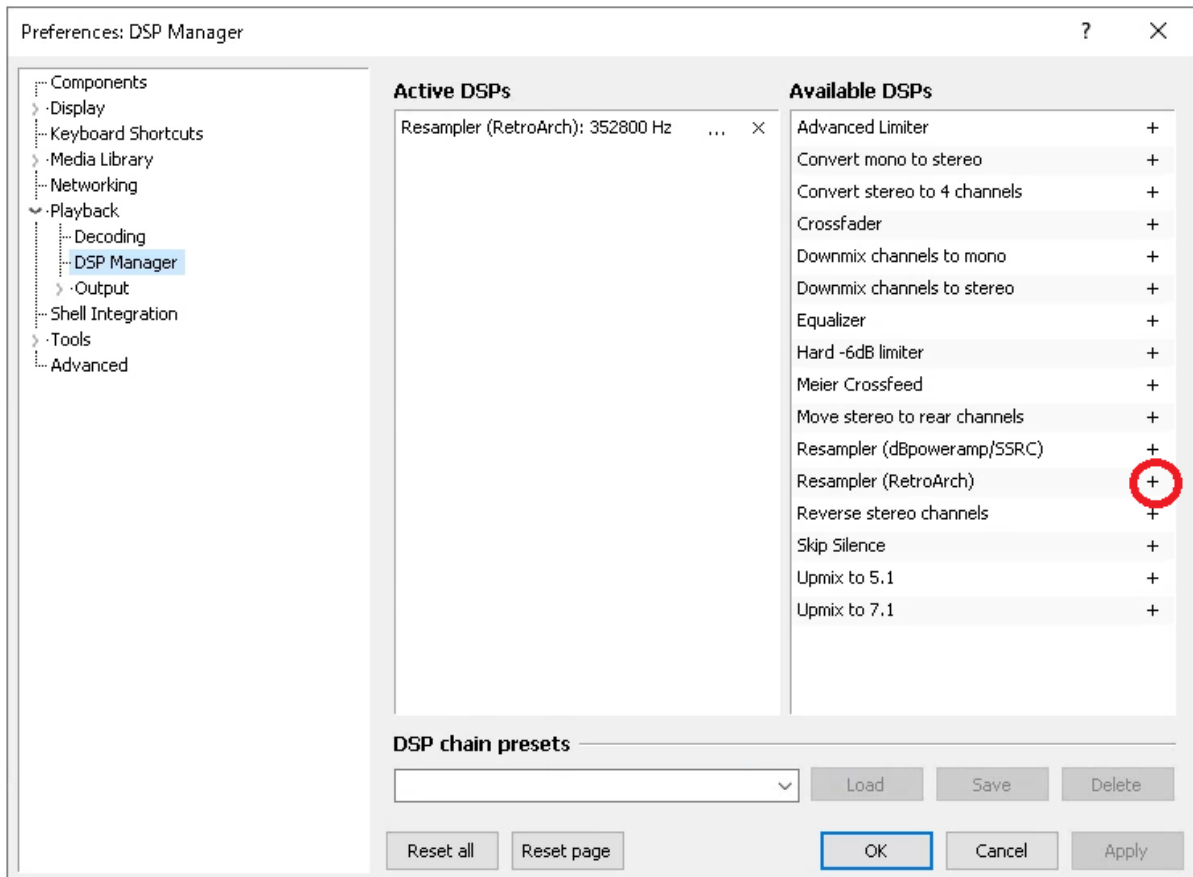 Preferences: DSP Manager
?
Components
Display
Keyboard Shortcuts
Media Library
Networking
Playback
Decoding
DSP Manager
Output
Shell Integration
Tools
Advanced
Active DSPs
Resampler (RetroArch): 352800 Hz ...
Available DSPs
Advanced Limiter +
Convert mono to stereo +
Convert stereo to 4 channels +
Crossfader +
Downmix channels to mono +
Downmix channels to stereo +
Equalizer +
Hard -6dB limiter +
Meier Crossfeed +
Move stereo to rear channels +
Resampler (dBpoweramp/SSRC) +
Resampler (RetroArch) +
Reverse stereo channels +
Skip Silence +
Upmix to 5.1 +
Upmix to 7.1 +
DSP chain presets
Load Save Delete
Reset all Reset page OK Cancel Apply